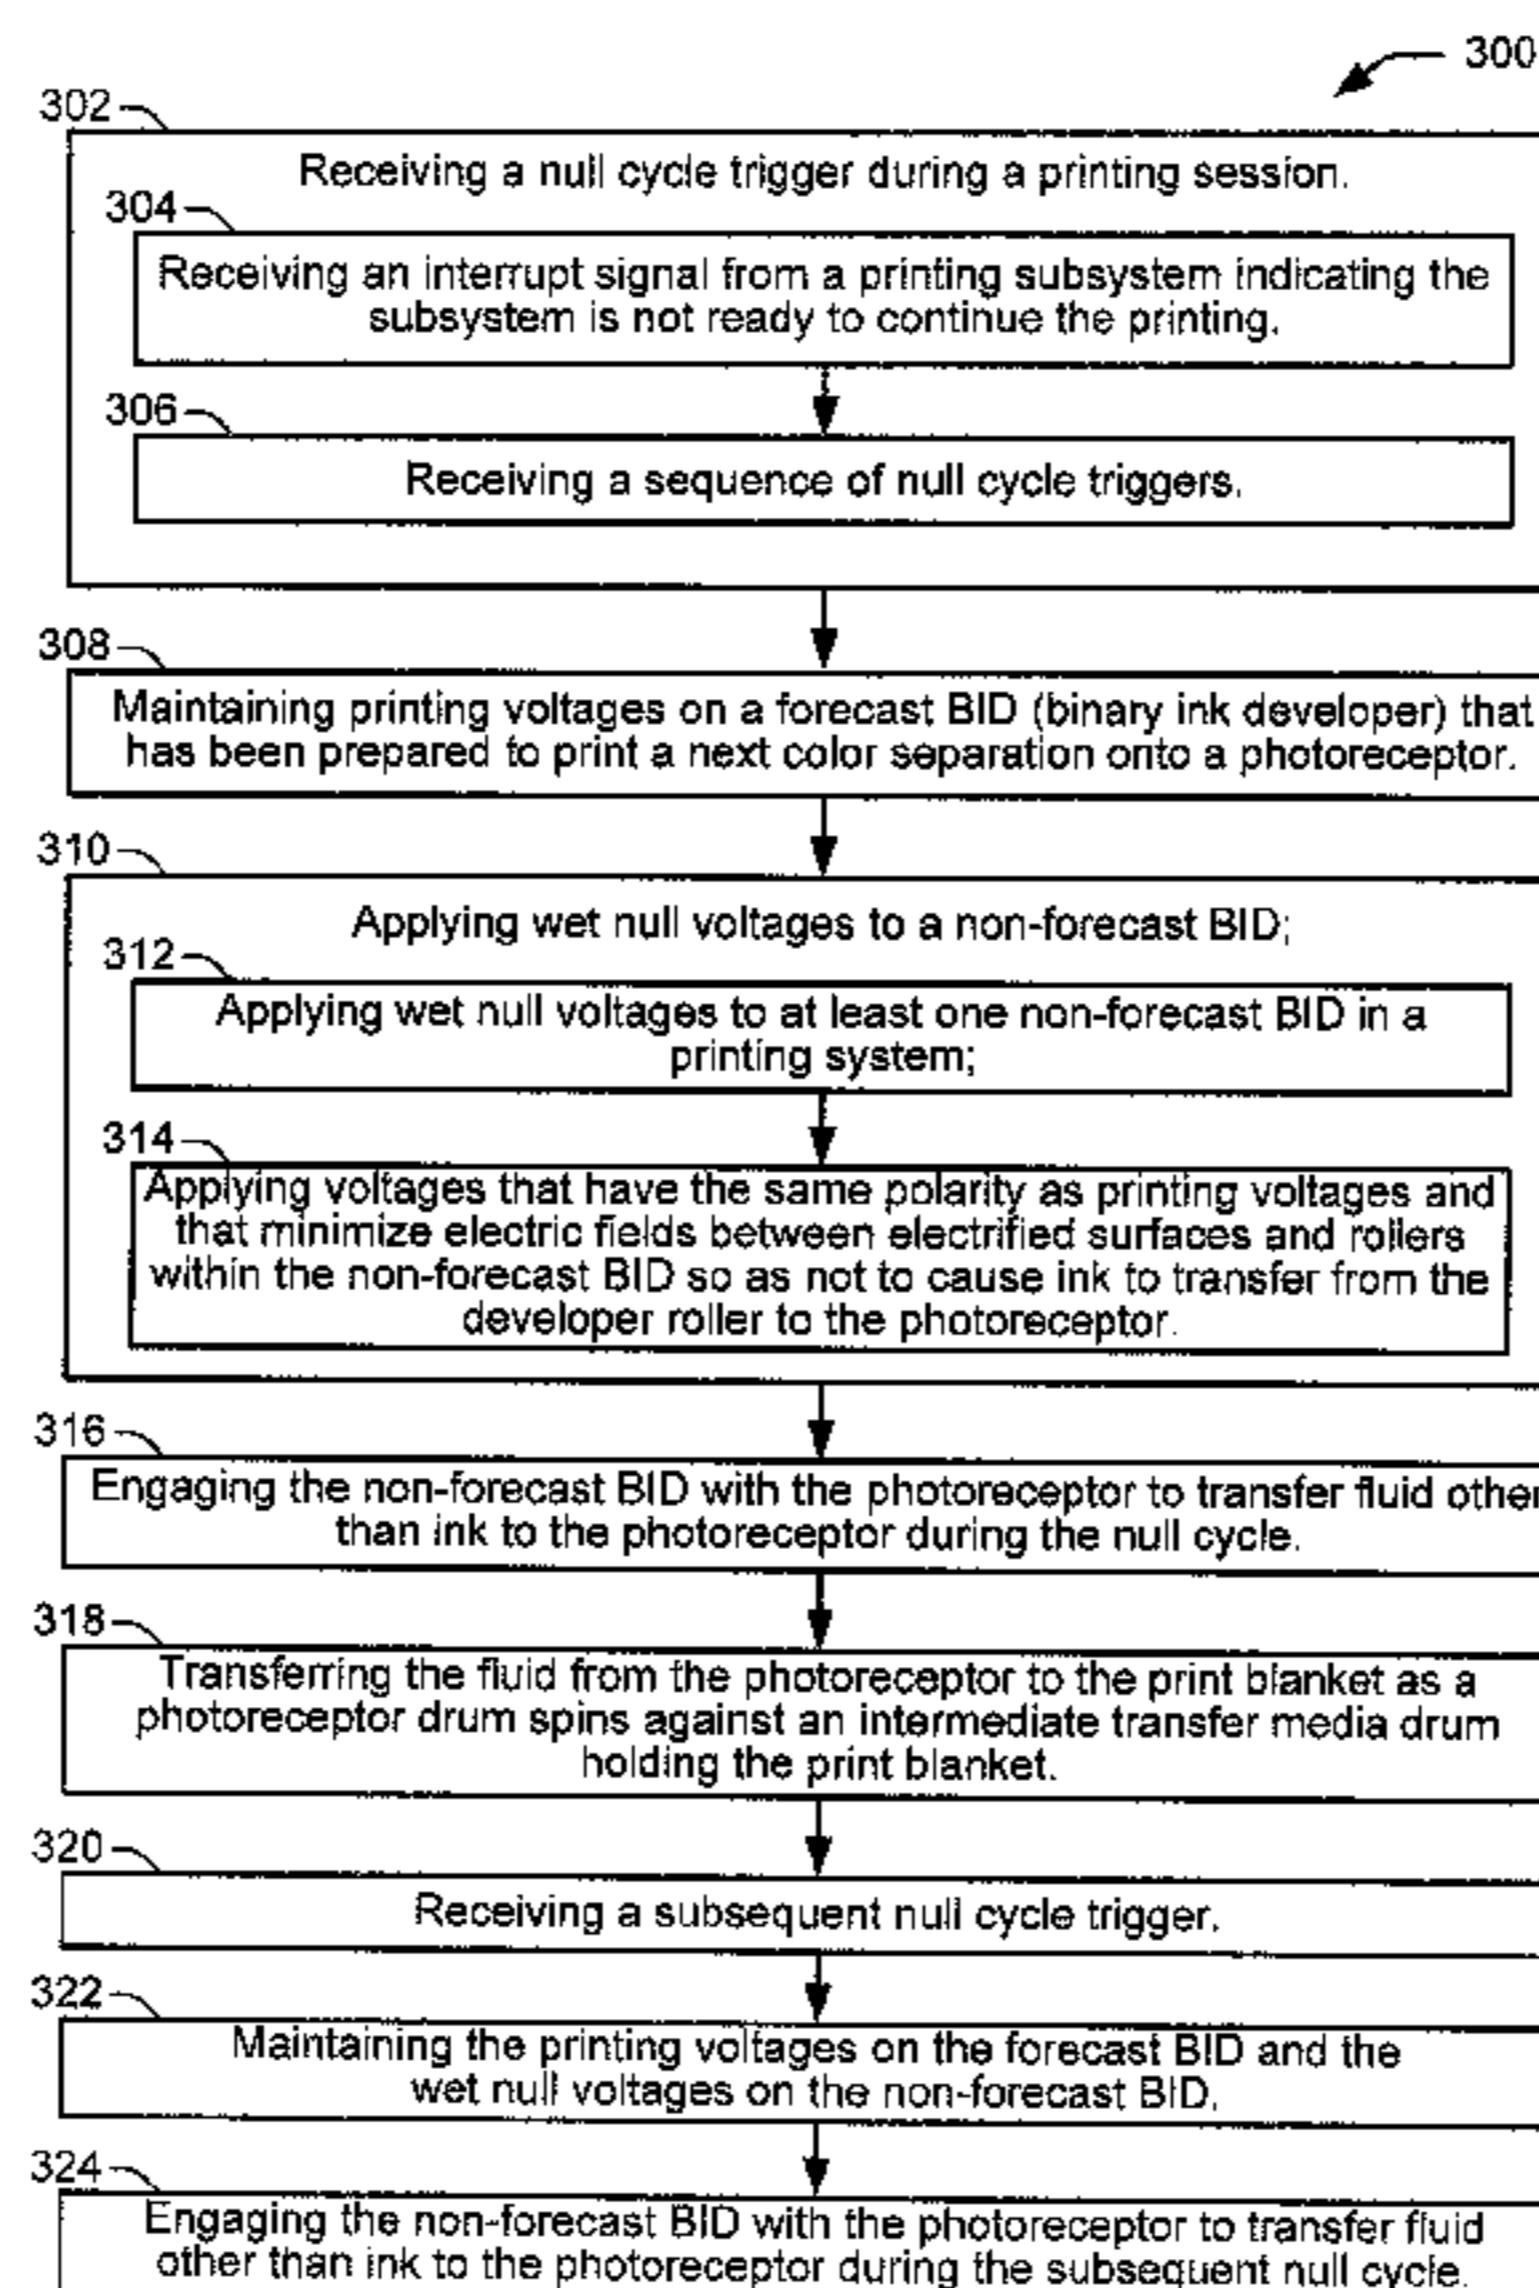 300
302
Receiving a null cycle trigger during a printing session.
304
Receiving an interrupt signal from a printing subsystem indicating the
subsystem is not ready to continue the printing.
306
Receiving a sequence of null cycle triggers.
308
Maintaining printing voltages on a forecast BID (binary ink developer) that
has been prepared to print a next color separation onto a photoreceptor.
310
Applying wet null voltages to a non-forecast BID;
312
Applying wet null voltages to at least one non-forecast BID in a
printing system;
314
Applying voltages that have the same polarity as printing voltages and
that minimize electric fields between electrified surfaces and rollers
within the non-forecast BID so as not to cause ink to transfer from the
developer roller to the photoreceptor.
316
Engaging the non-forecast BID with the photoreceptor to transfer fluid other
than ink to the photoreceptor during the null cycle.
318
Transferring the fluid from the photoreceptor to the print blanket as a
photoreceptor drum spins against an intermediate transfer media drum
holding the print blanket.
320
Receiving a subsequent null cycle trigger.
322
Maintaining the printing voltages on the forecast BID and the
wet null voltages on the non-forecast BID.
324
Engaging the non-forecast BID with the photoreceptor to transfer fluid
other than ink to the photoreceptor during the subsequent null cycle.